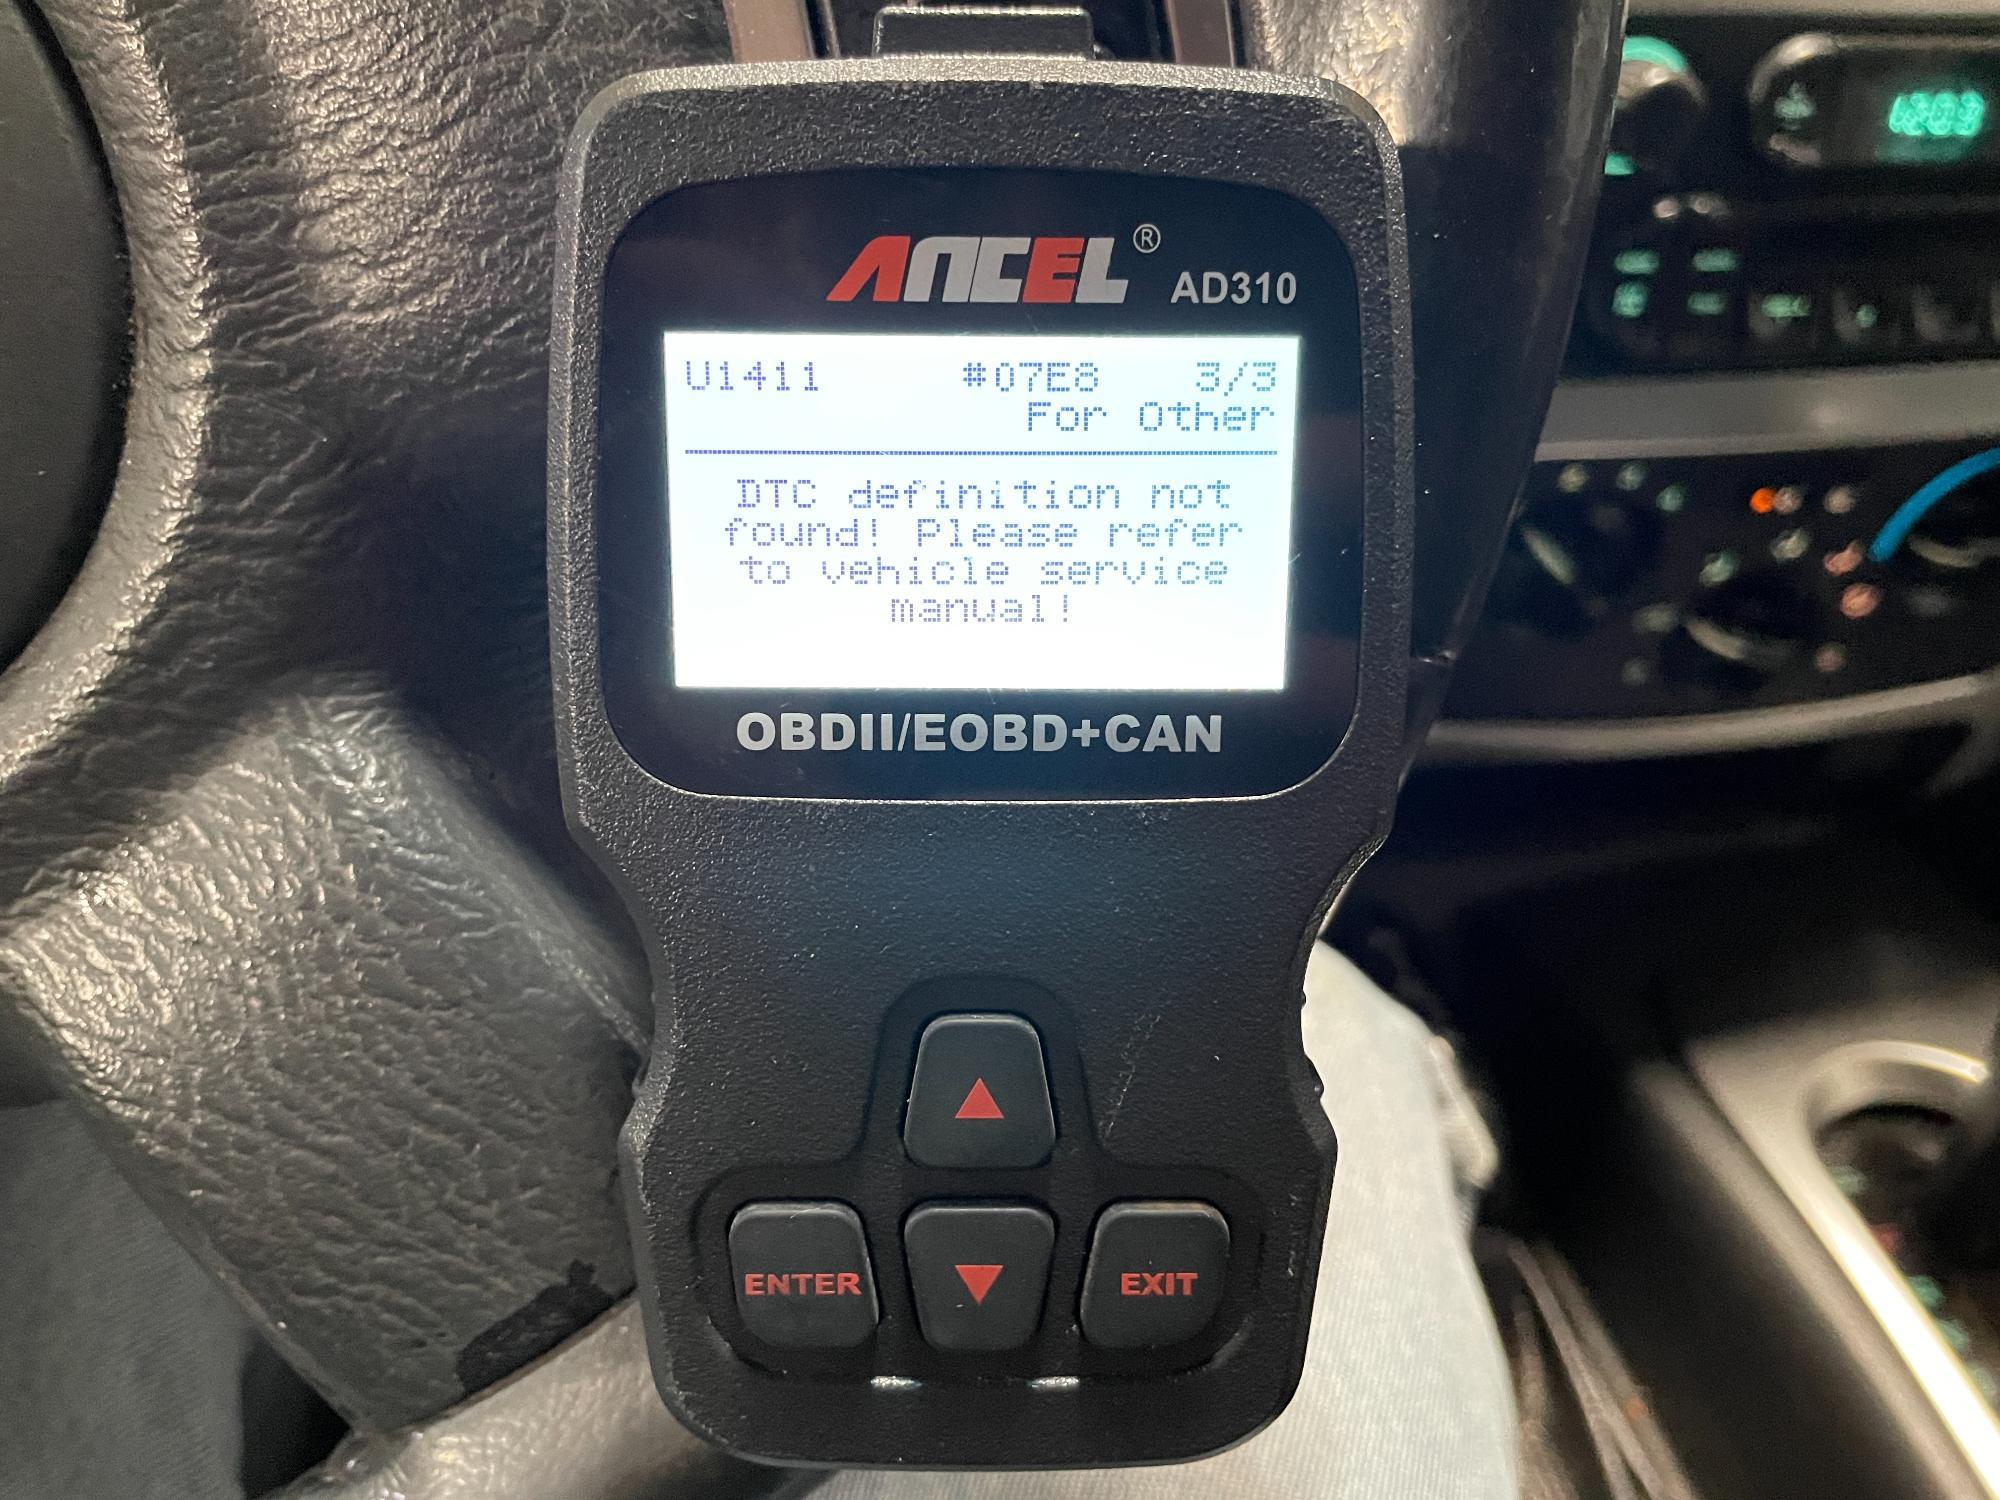 ANCEL® AD310
U1411 #07E8 3/3
For Other
DTC definition not
found! Please refer
to vehicle service
manual!
OBDII/EOBD+CAN
ENTER
EXIT